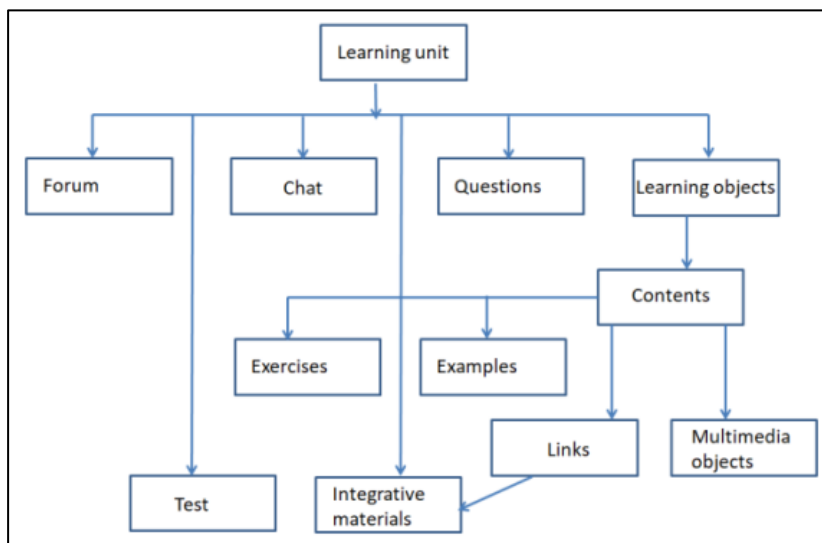 Learning unit
Forum
Chat
Questions
Learning objects
Contents
Exercises
Examples
Links
Multimedia
objects
Test
Integrative
materials